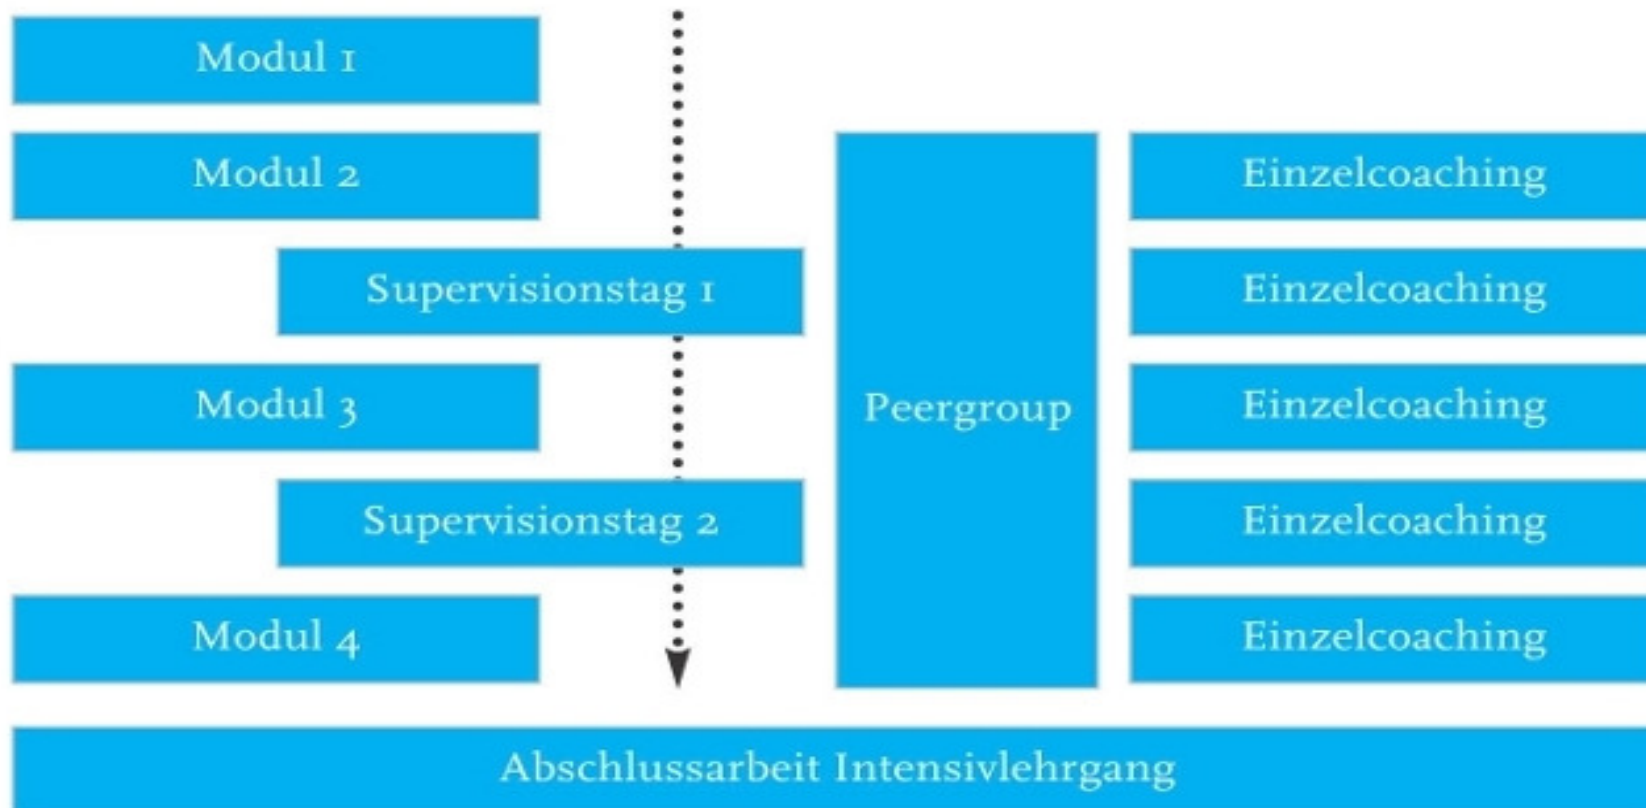 Modul 1
Modul 2
Einzelcoaching
Supervisionstag 1
Einzelcoaching
Modul 3
Peergroup
Einzelcoaching
Supervisionstag 2
Einzelcoaching
Modul 4
Einzelcoaching
Abschlussarbeit Intensivlehrgang